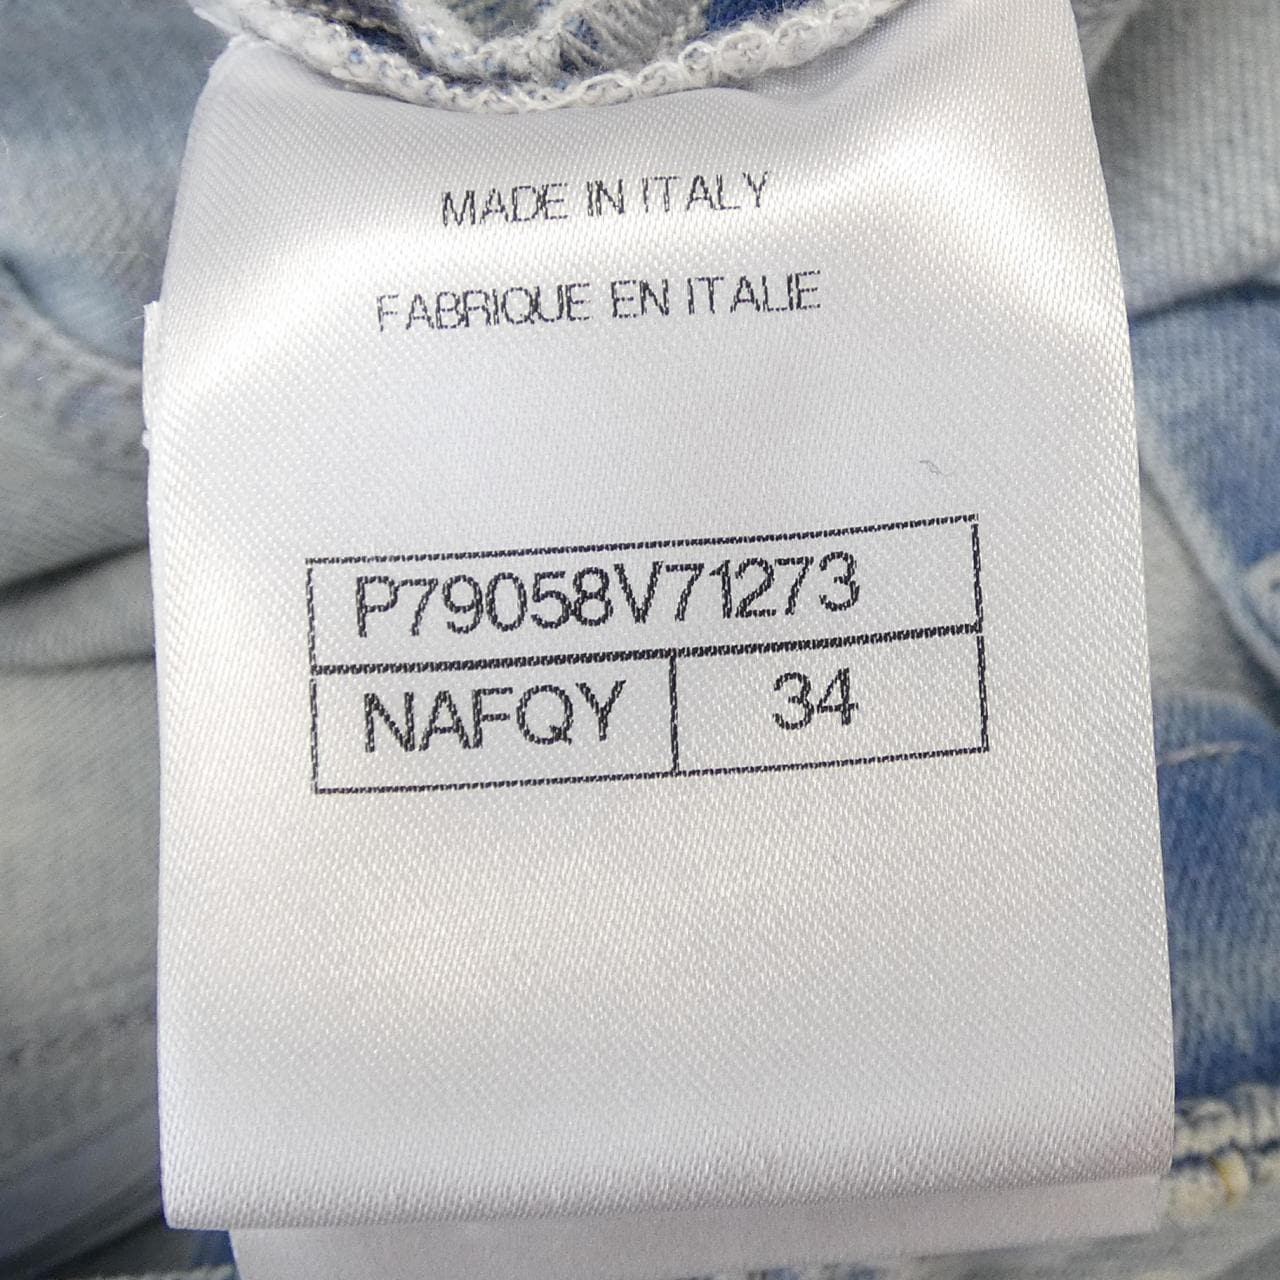 MADE IN ITALY
FABRIQUE EN ITALIE
P79058V71273
NAFQY 34